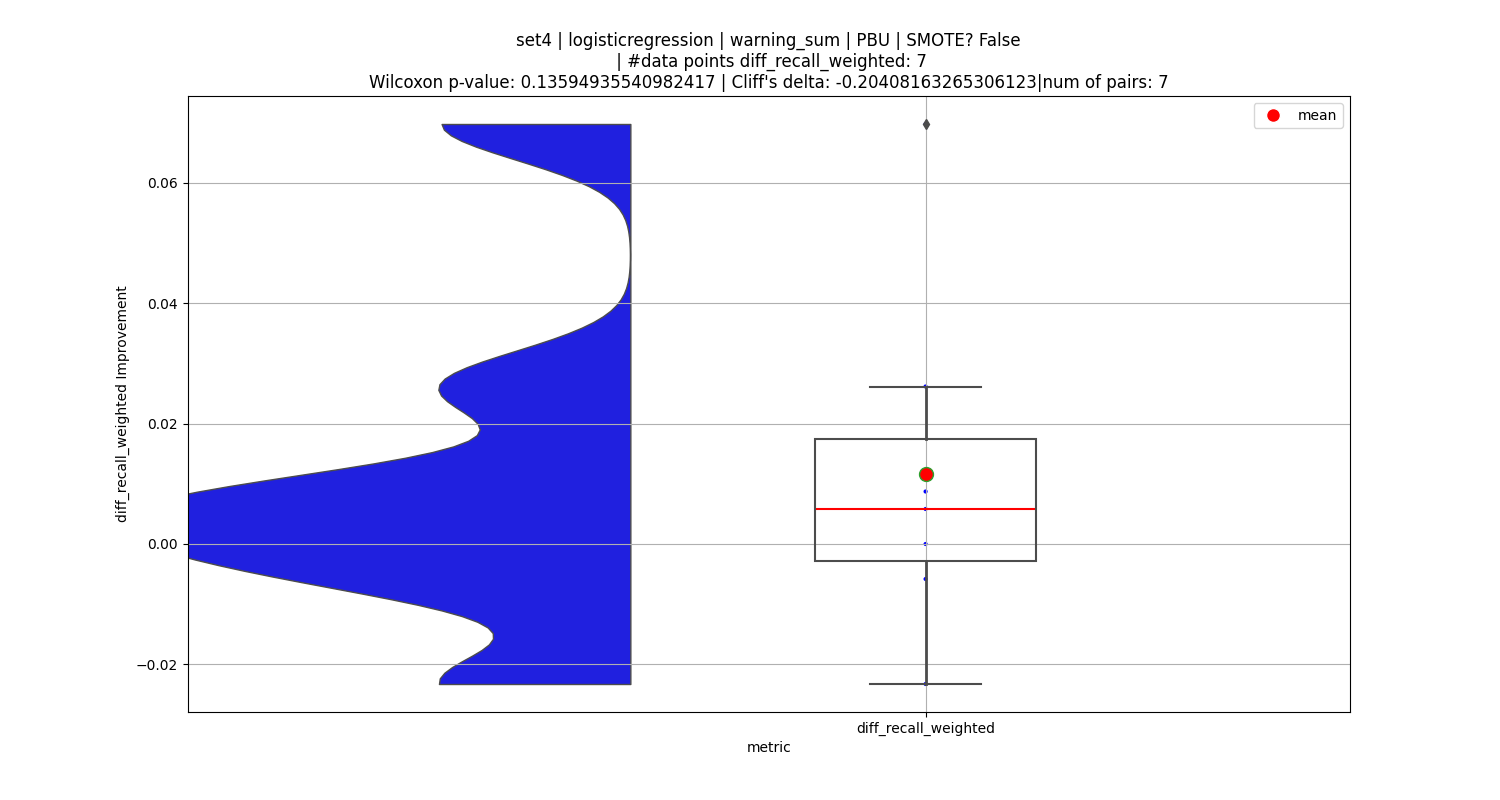 set4 | logisticregression | warning_sum | PBU | SMOTE? False
| #data points diff_recall_weighted: 7
Wilcoxon p-value: 0.13594935540982417 | Cliff's delta: -0.20408163265306123|num of pairs: 7
mean
0.06
0.04
0.02
0.00
−0.02
diff_recall_weighted Improvement
diff_recall_weighted
metric